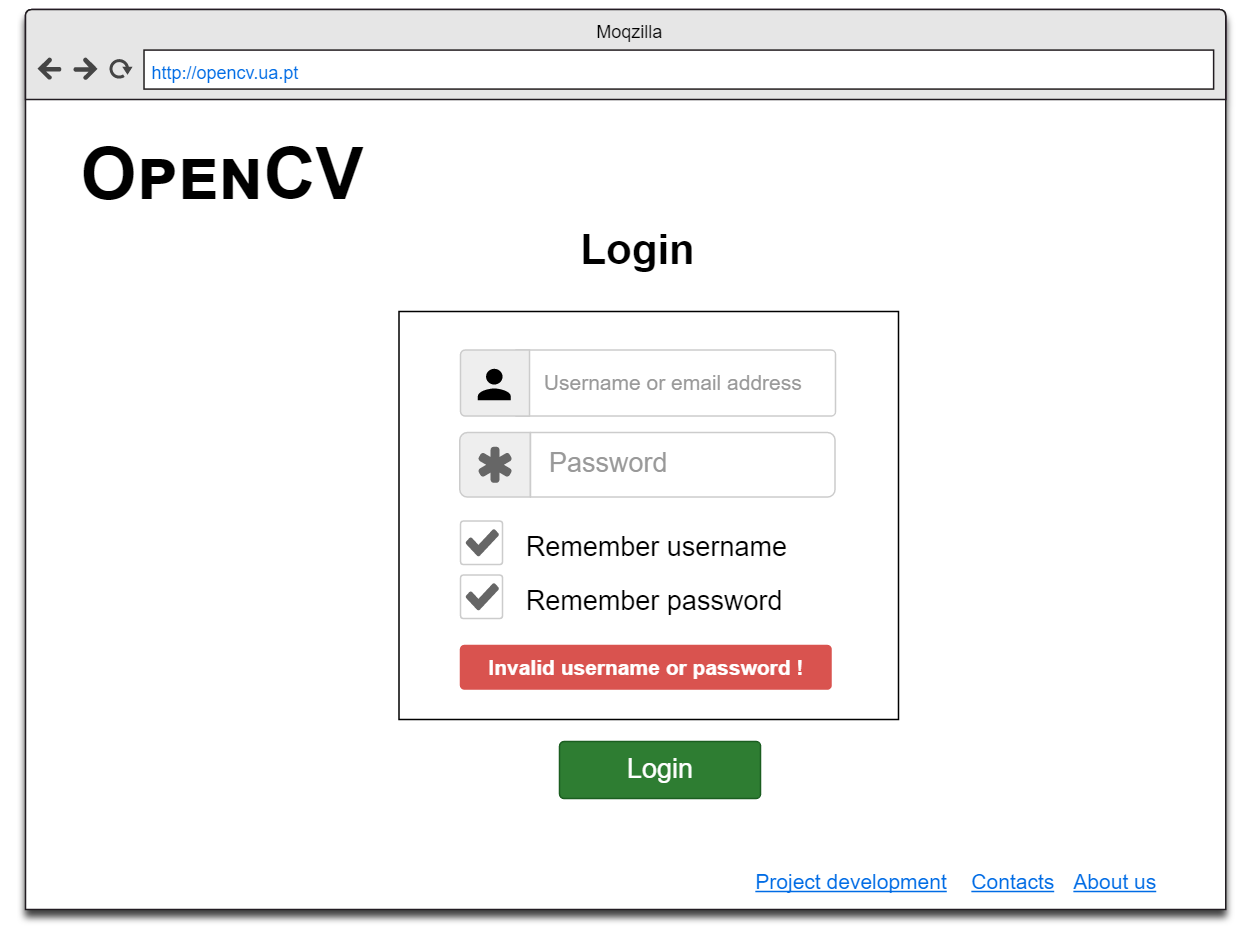 Moqzilla
http://opencv.ua.pt
OpenCV
Login
Username or email address
Password
Remember username
Remember password
Invalid username or password !
Login
Project development Contacts About us